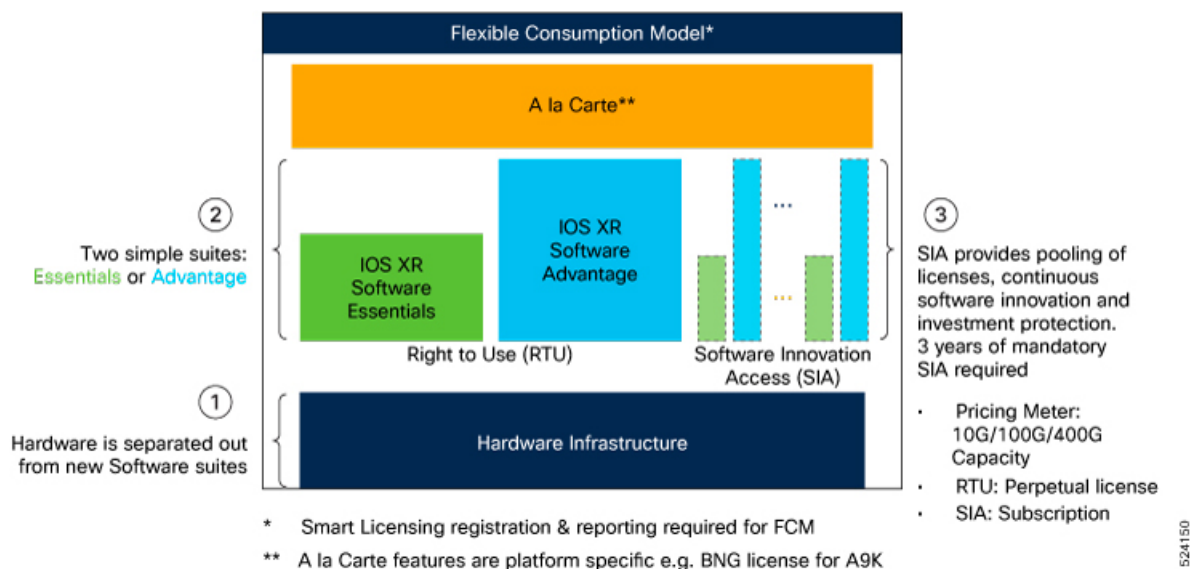 Flexible Consumption Model*
A la Carte**
2
Two simple suites:
Essentials or Advantage
IOS XR
Software
Essentials
IOS XR
Software
Advantage
...
...
Right to Use (RTU)
Software Innovation
Access (SIA)
3
SIA provides pooling of
licenses, continuous
software innovation and
investment protection.
3 years of mandatory
SIA required
· Pricing Meter:
10G/100G/400G
Capacity
· RTU: Perpetual license
· SIA: Subscription
1
Hardware is separated out
from new Software suites
Hardware Infrastructure
* Smart Licensing registration & reporting required for FCM
** A la Carte features are platform specific e.g. BNG license for A9K
524150